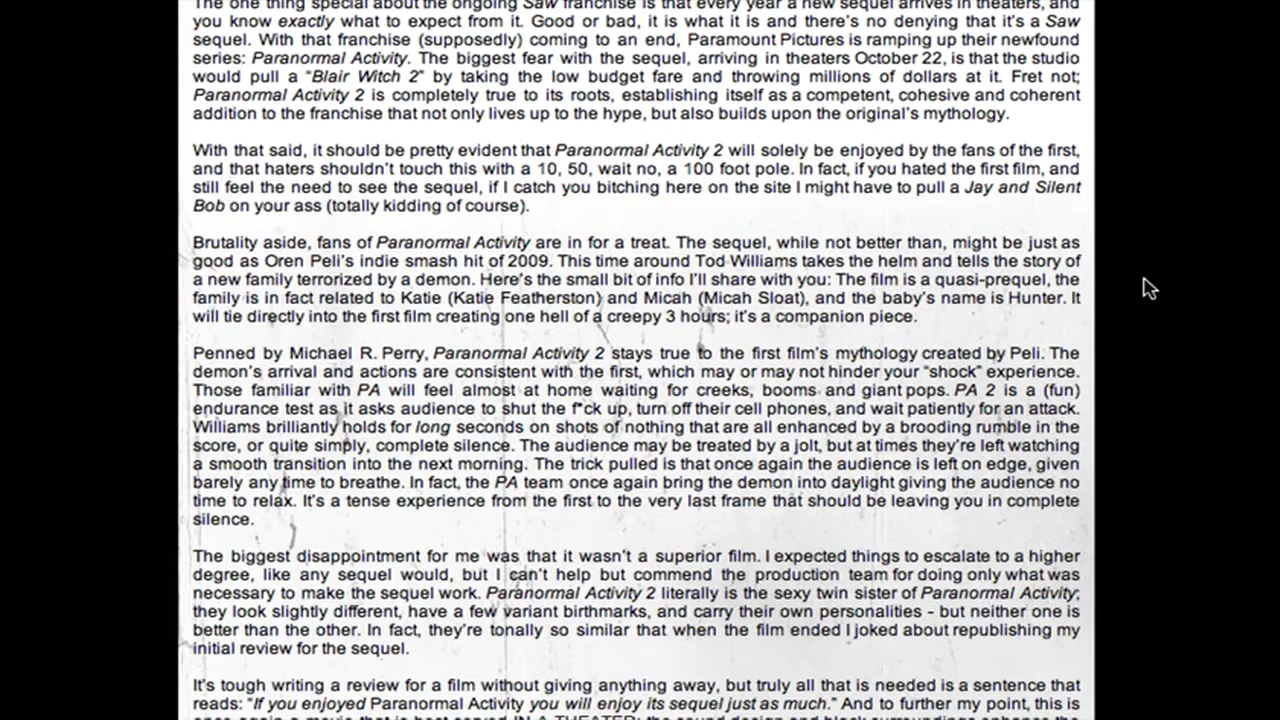 The one thing special about the ongoing Saw franchise is that every year a new sequel arrives in theaters, and
you know exactly what to expect from it. Good or bad, it is what it is and there's no denying that it's a Saw
sequel. With that franchise (supposedly) coming to an end, Paramount Pictures is ramping up their newfound
series: Paranormal Activity. The biggest fear with the sequel, arriving in theaters October 22, is that the studio
would pull a "Blair Witch 2" by taking the low budget fare and throwing millions of dollars at it. Fret not;
Paranormal Activity 2 is completely true to its roots, establishing itself as a competent, cohesive and coherent
addition to the franchise that not only lives up to the hype, but also builds upon the original's mythology.
With that said, it should be pretty evident that Paranormal Activity 2 will solely be enjoyed by the fans of the first,
and that haters shouldn't touch this with a 10, 50, wait no, a 100 foot pole. In fact, if you hated the first film, and
still feel the need to see the sequel, if I catch you bitching here on the site I might have to pull a Jay and Silent
Bob on your ass (totally kidding of course).
Brutality aside, fans of Paranormal Activity are in for a treat. The sequel, while not better than, might be just as
good as Oren Peli's indie smash hit of 2009. This time around Tod Williams takes the helm and tells the story of
a new family terrorized by a demon. Here's the small bit of info I'll share with you: The film is a quasi-prequel, the
family is in fact related to Katie (Katie Featherston) and Micah (Micah Sloat), and the baby's name is Hunter. It
will tie directly into the first film creating one hell of a creepy 3 hours; it's a companion piece.
Penned by Michael R. Perry, Paranormal Activity 2 stays true to the first film's mythology created by Peli. The
demon's arrival and actions are consistent with the first, which may or may not hinder your "shock" experience.
Those familiar with PA will feel almost at home waiting for creeks, booms and giant pops. PA 2 is a (fun)
endurance test as it asks audience to shut the f*ck up, turn off their cell phones, and wait patiently for an attack.
Williams brilliantly holds for long seconds on shots of nothing that are all enhanced by a brooding rumble in the
score, or quite simply, complete silence. The audience may be treated by a jolt, but at times they're left watching
a smooth transition into the next morning. The trick pulled is that once again the audience is left on edge, given
barely any time to breathe. In fact, the PA team once again bring the demon into daylight giving the audience no
time to relax. It's a tense experience from the first to the very last frame that should be leaving you in complete
silence.
The biggest disappointment for me was that it wasn't a superior film. I expected things to escalate to a higher
degree, like any sequel would, but I can't help but commend the production team for doing only what was
necessary to make the sequel work. Paranormal Activity 2 literally is the sexy twin sister of Paranormal Activity;
they look slightly different, have a few variant birthmarks, and carry their own personalities - but neither one is
better than the other. In fact, they're tonally so similar that when the film ended I joked about republishing my
initial review for the sequel.
It's tough writing a review for a film without giving anything away, but truly all that is needed is a sentence that
reads: "If you enjoyed Paranormal Activity you will enjoy its sequel just as much." And to further my point, this is
once again a movie that is best served IN A THEATER; the sound design and black surroundings enhance the